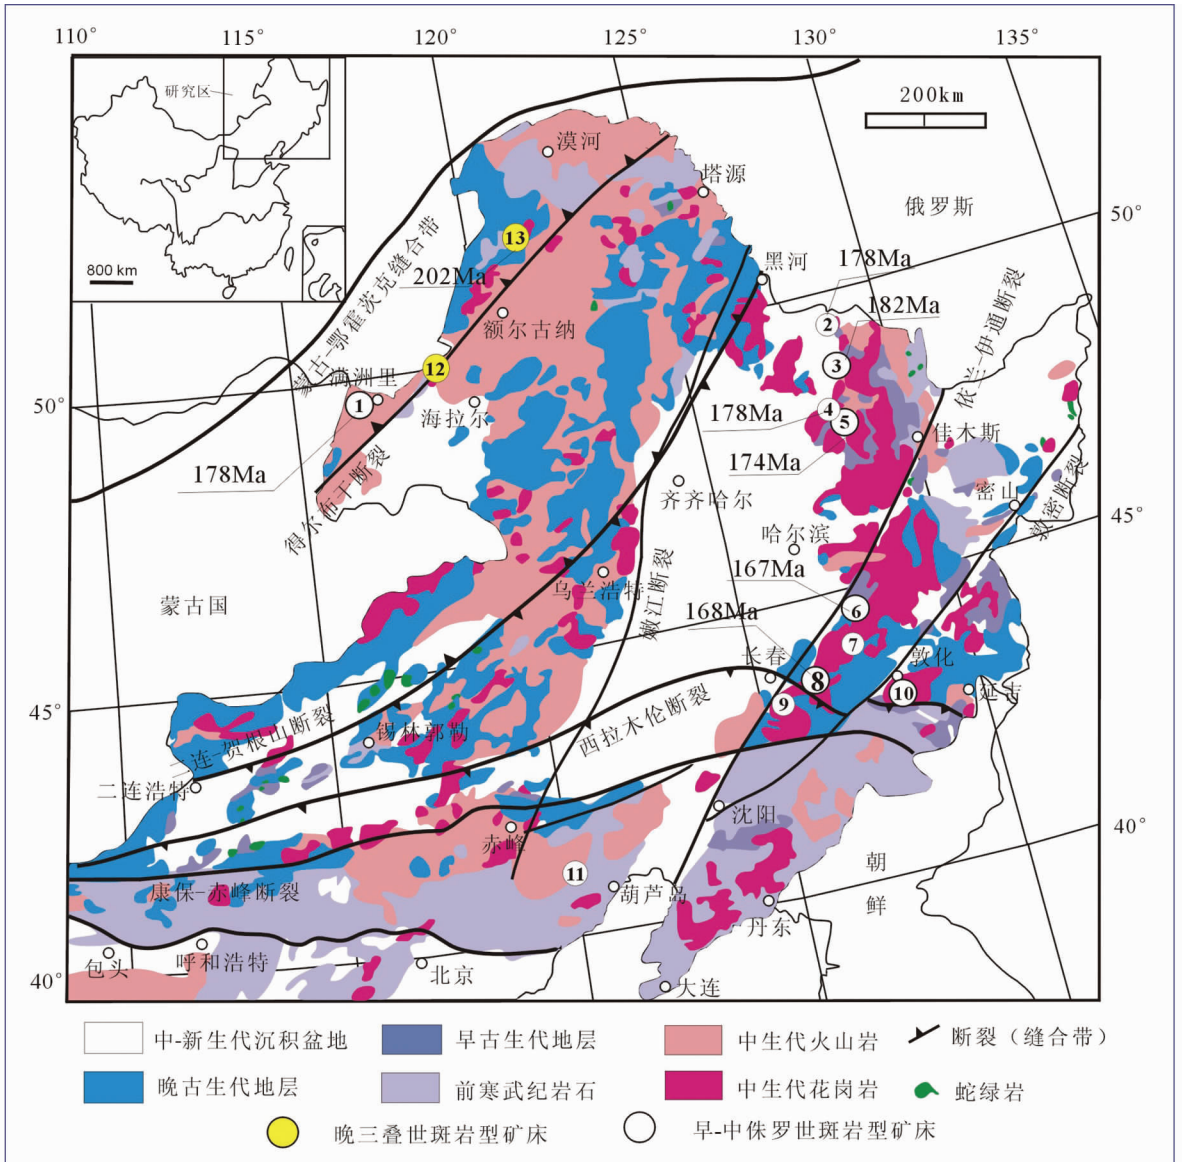 110°
115°
120°
125°
130°
135°
研究区
800 km
200km
漠河
塔源
俄罗斯
50°
13
蒙古-鄂霍茨克缝合带
202Ma
黑河
178Ma
182Ma
2
额尔古纳
依兰-伊通断裂
3
12
满洲里
1
50°
海拉尔
178Ma
4
5
佳木斯
174Ma
178Ma
得尔布干断裂
齐齐哈尔
密山
敦密断裂
45°
哈尔滨
167Ma
乌兰浩特
嫩江断裂
蒙古国
168Ma
6
7
长春
敦化
8
10
延吉
9
45°
二连-贺根山断裂
锡林郭勒
西拉木伦断裂
二连浩特
沈阳
40°
赤峰
朝鲜
11
葫芦岛
康保-赤峰断裂
丹东
包头
呼和浩特
北京
40°
大连
中-新生代沉积盆地
早古生代地层
中生代火山岩
断裂（缝合带）
晚古生代地层
前寒武纪岩石
中生代花岗岩
蛇绿岩
晚三叠世斑岩型矿床
早-中侏罗世斑岩型矿床